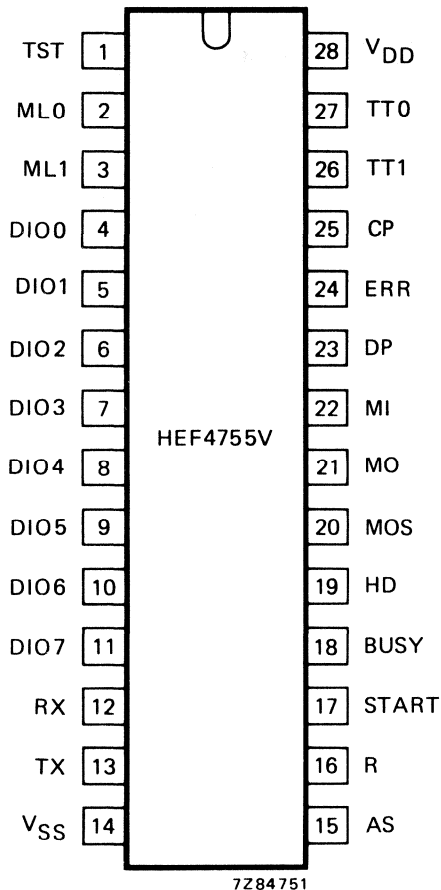 TST 1 28 VDD
ML0 2 27 TT0
ML1 3 26 TT1
DIO0 4 25 CP
DIO1 5 24 ERR
DIO2 6 23 DP
DIO3 7 22 MI
HEF4755V
DIO4 8 21 MO
DIO5 9 20 MOS
DIO6 10 19 HD
DIO7 11 18 BUSY
RX 12 17 START
TX 13 16 R
VSS 14 15 AS
7Z84751